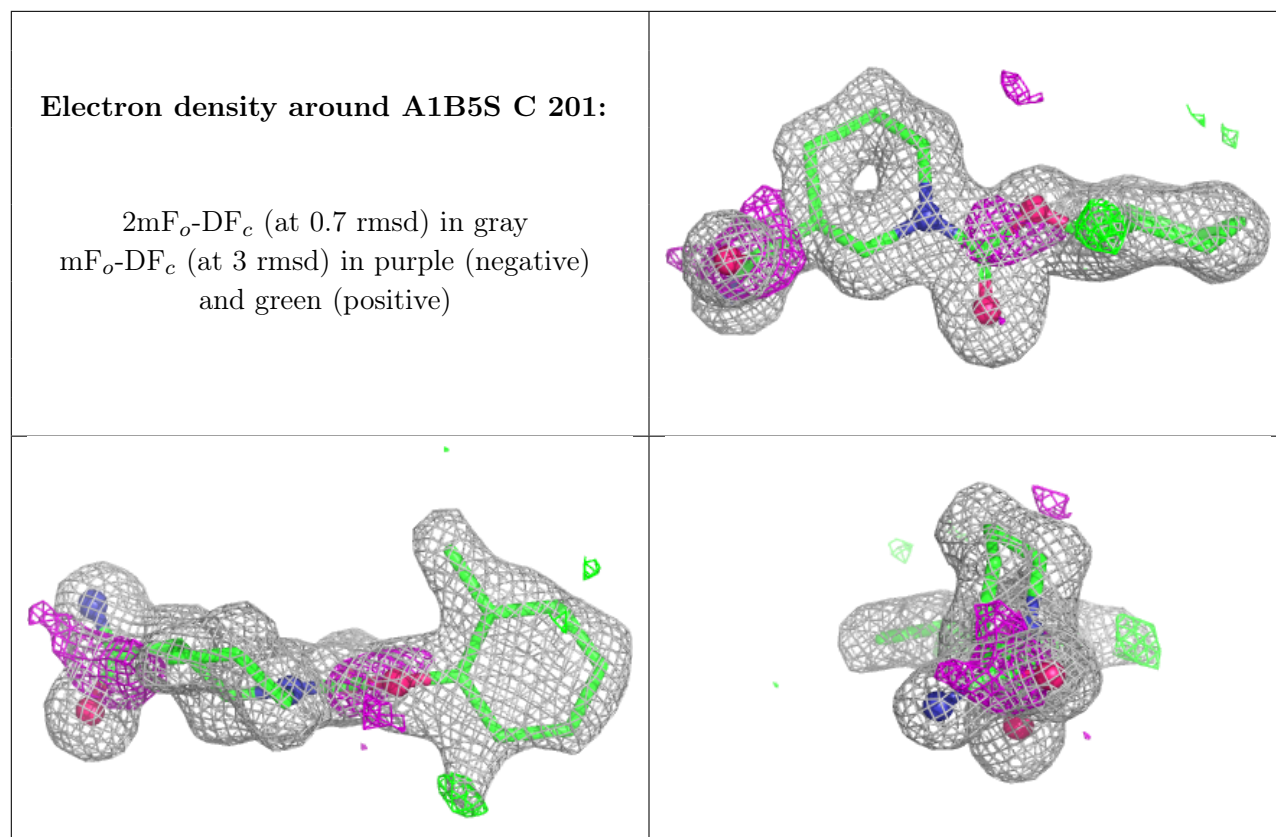 Electron density around A1B5S C 201:
2mFo-DFc (at 0.7 rmsd) in gray
mFo-DFc (at 3 rmsd) in purple (negative)
and green (positive)